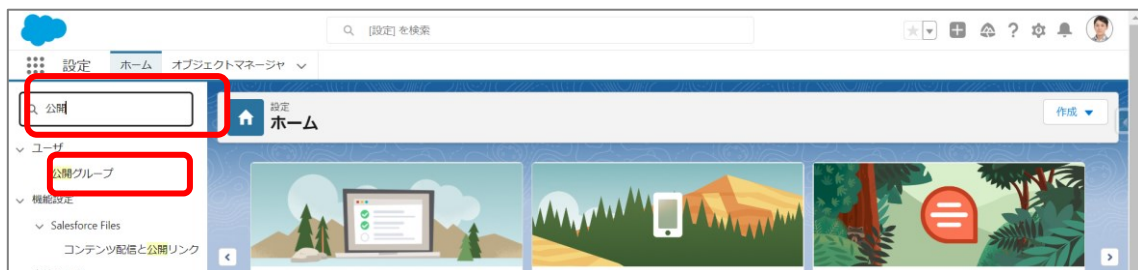 [設定] を検索
設定 ホーム オブジェクトマネージャ
公開
設定
ホーム
作成
ユーザ
公開グループ
機能設定
Salesforce Files
コンテンツ配信と公開リンク